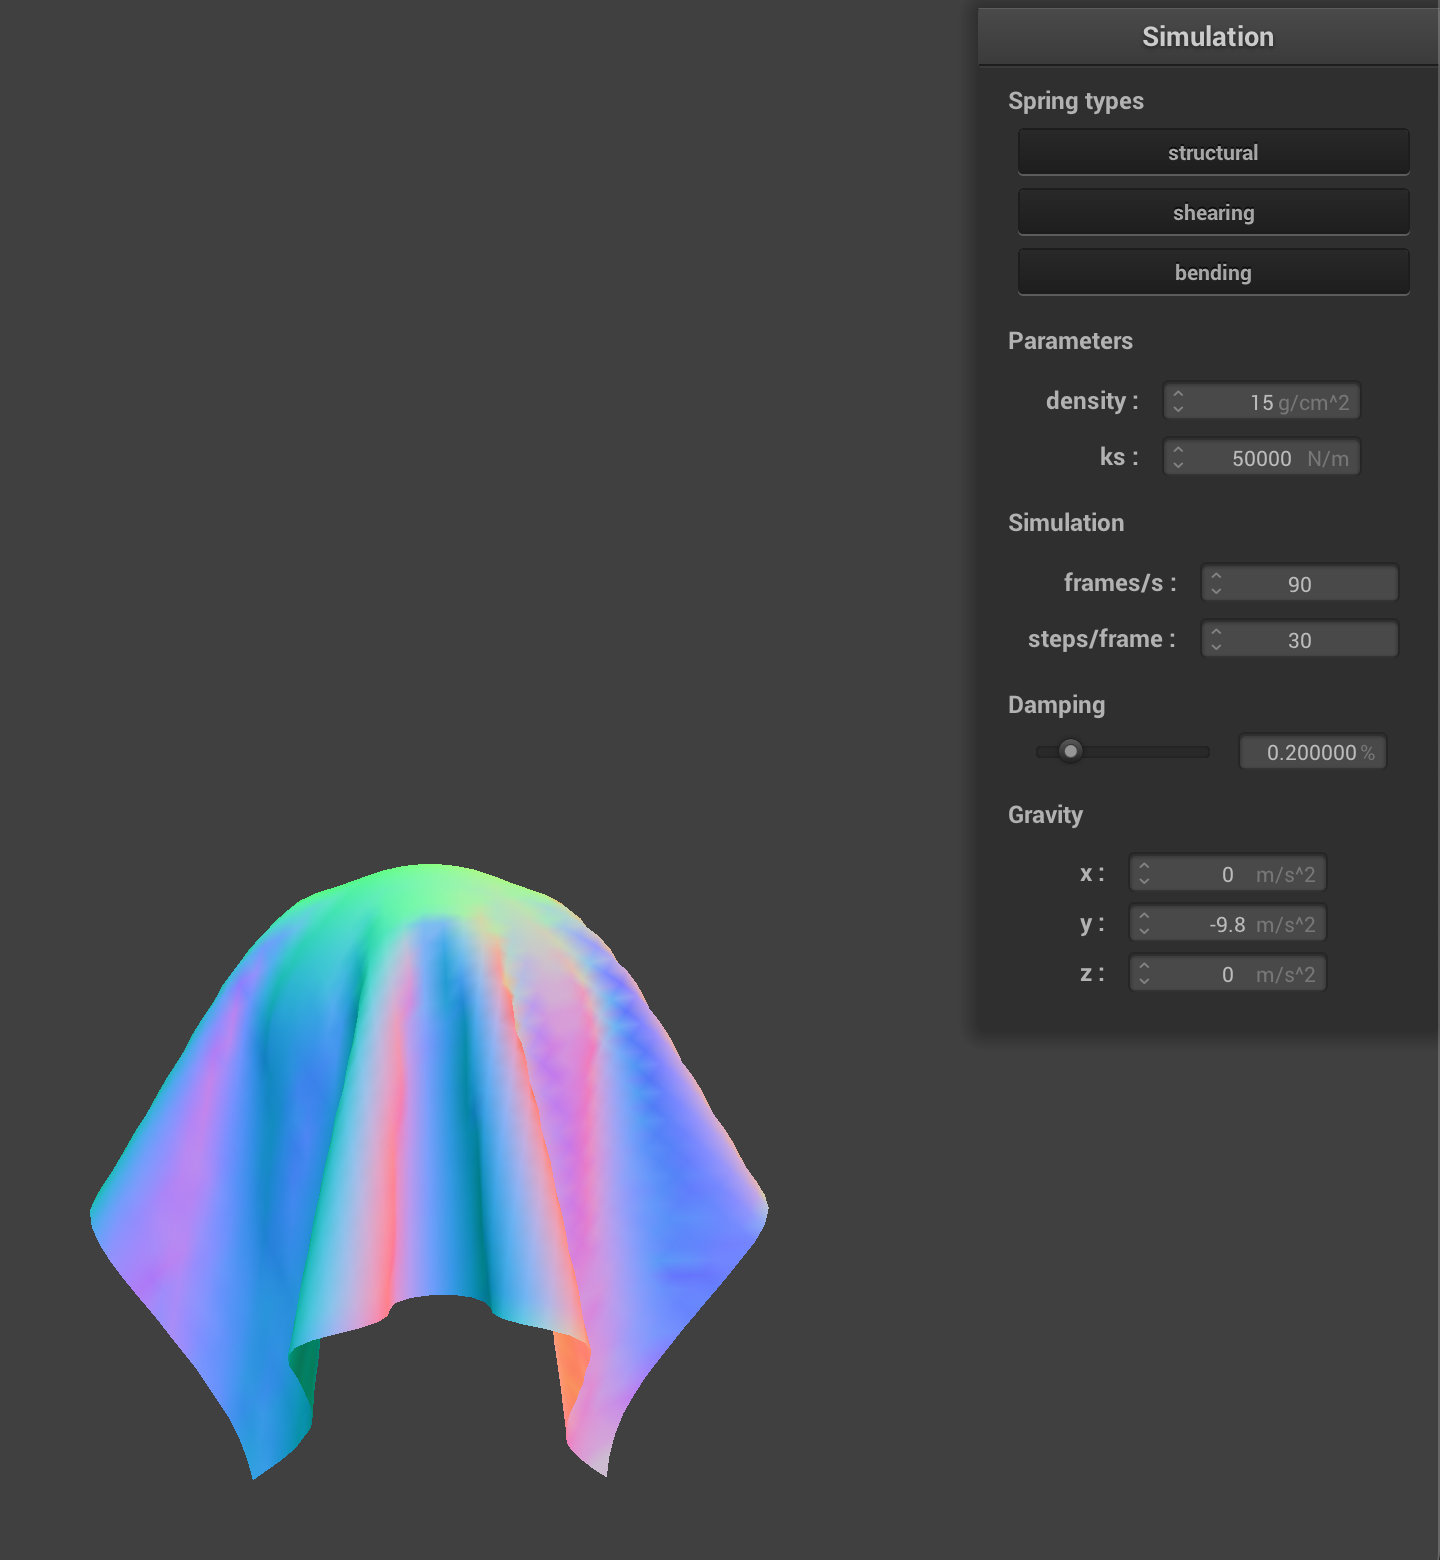 Simulation
Spring types
structural
shearing
bending
Parameters
density : 15 g/cm^2
ks : 50000 N/m
Simulation
frames/s : 90
steps/frame : 30
Damping
0.200000 %
Gravity
x : 0 m/s^2
y : -9.8 m/s^2
z : 0 m/s^2